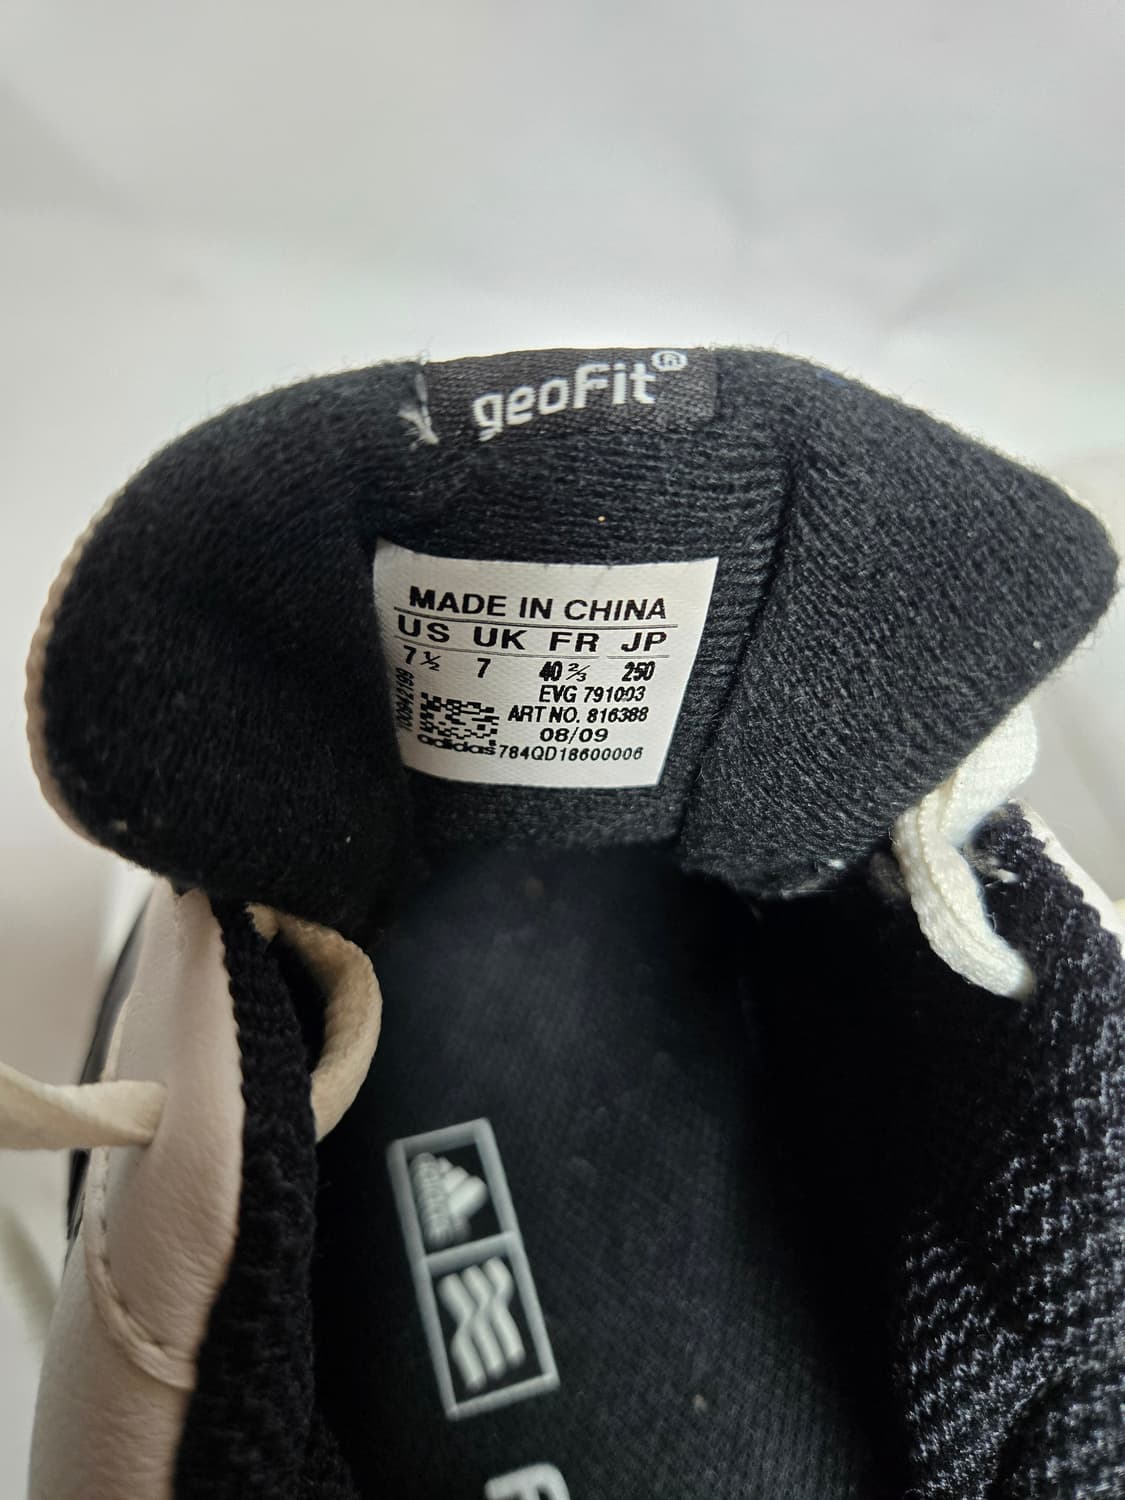 geoFit®
MADE IN CHINA
US UK FR JP
7½ 7 40⅔ 250
EVG 791003
ART NO. 816388
08/09
adidas 784QD18600006
adidas